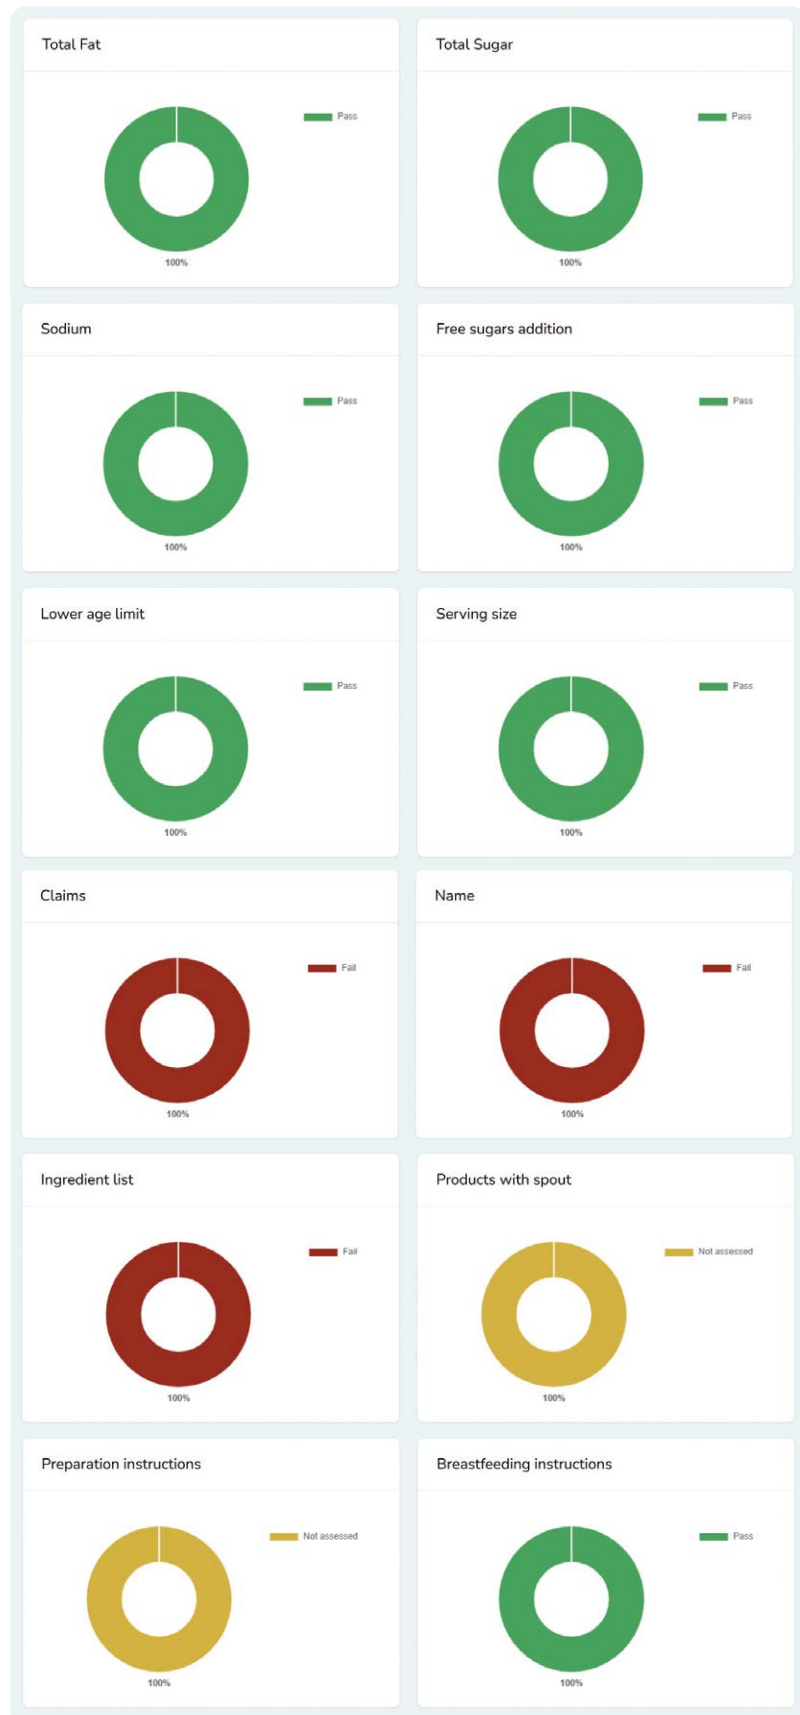 Total Fat
Pass
100%
Total Sugar
Pass
100%
Sodium
Pass
100%
Free sugars addition
Pass
100%
Lower age limit
Pass
100%
Serving size
Pass
100%
Claims
Fail
100%
Name
Fail
100%
Ingredient list
Fail
100%
Products with spout
Not assessed
100%
Preparation instructions
Not assessed
100%
Breastfeeding instructions
Pass
100%